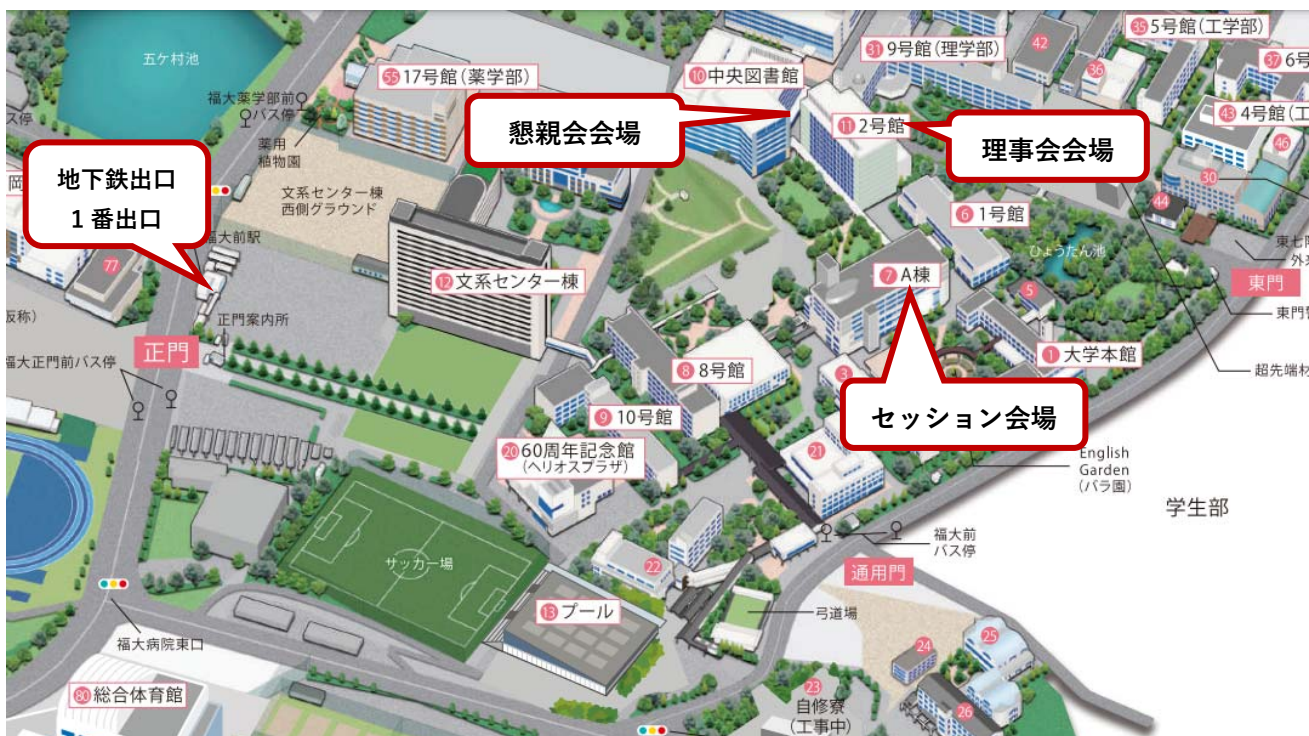 五ケ村池
ス停
55 17号館(薬学部)
福大薬学部前
バス停
薬用
植物園
文系センター棟
西側グラウンド
地下鉄出口
1番出口
福大前駅
77
正門案内所
正門
福大正門前バス停
12 文系センター棟
10 中央図書館
懇親会会場
11 2号館
理事会会場
31 9号館(理学部)
42
36
35 5号館(工学部)
37 6号
43 4号館(工
46
30
44
6 1号館
ひょうたん池
5
7 A棟
1 大学本館
東門
東門警
超先端材
3
セッション会場
8 8号館
9 10号館
20 60周年記念館
(ヘリオスプラザ)
21
English
Garden
(バラ園)
学生部
福大前
バス停
通用門
サッカー場
22
13 プール
弓道場
福大病院東口
80 総合体育館
23
自修寮
(工事中)
24
25
26